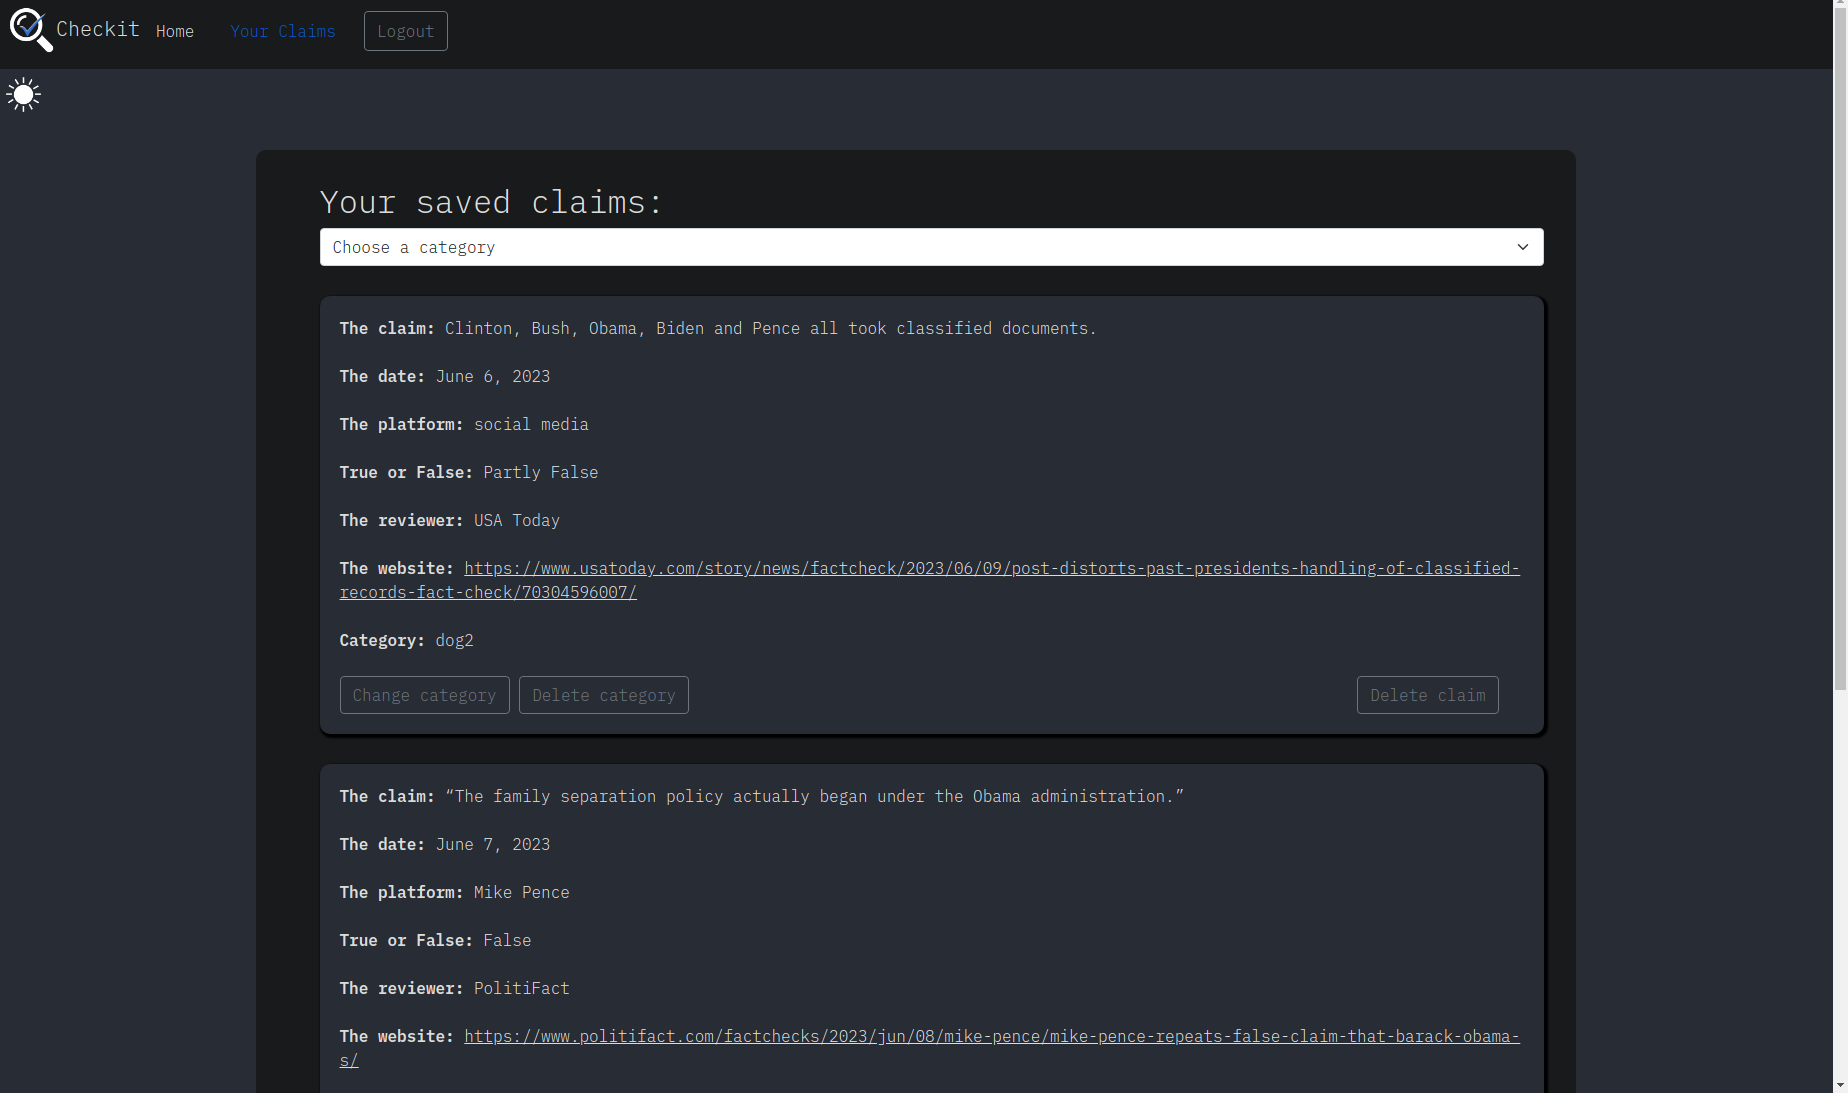 Checkit Home Your Claims Logout
Your saved claims:
Choose a category
The claim: Clinton, Bush, Obama, Biden and Pence all took classified documents.
The date: June 6, 2023
The platform: social media
True or False: Partly False
The reviewer: USA Today
The website: https://www.usatoday.com/story/news/factcheck/2023/06/09/post-distorts-past-presidents-handling-of-classified-
records-fact-check/70304596007/
Category: dog2
Change category Delete category Delete claim
The claim: “The family separation policy actually began under the Obama administration.”
The date: June 7, 2023
The platform: Mike Pence
True or False: False
The reviewer: PolitiFact
The website: https://www.politifact.com/factchecks/2023/jun/08/mike-pence/mike-pence-repeats-false-claim-that-barack-obama-
s/